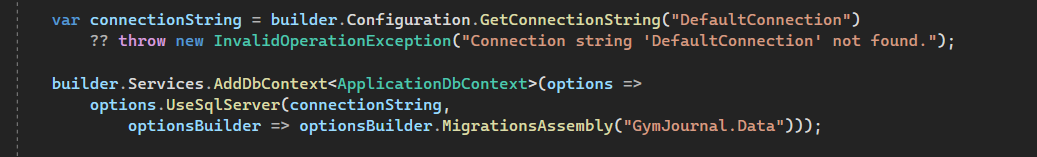 var connectionString = builder.Configuration.GetConnectionString("DefaultConnection")
?? throw new InvalidOperationException("Connection string 'DefaultConnection' not found.");
builder.Services.AddDbContext<ApplicationDbContext>(options =>
options.UseSqlServer(connectionString,
optionsBuilder => optionsBuilder.MigrationsAssembly("GymJournal.Data")));